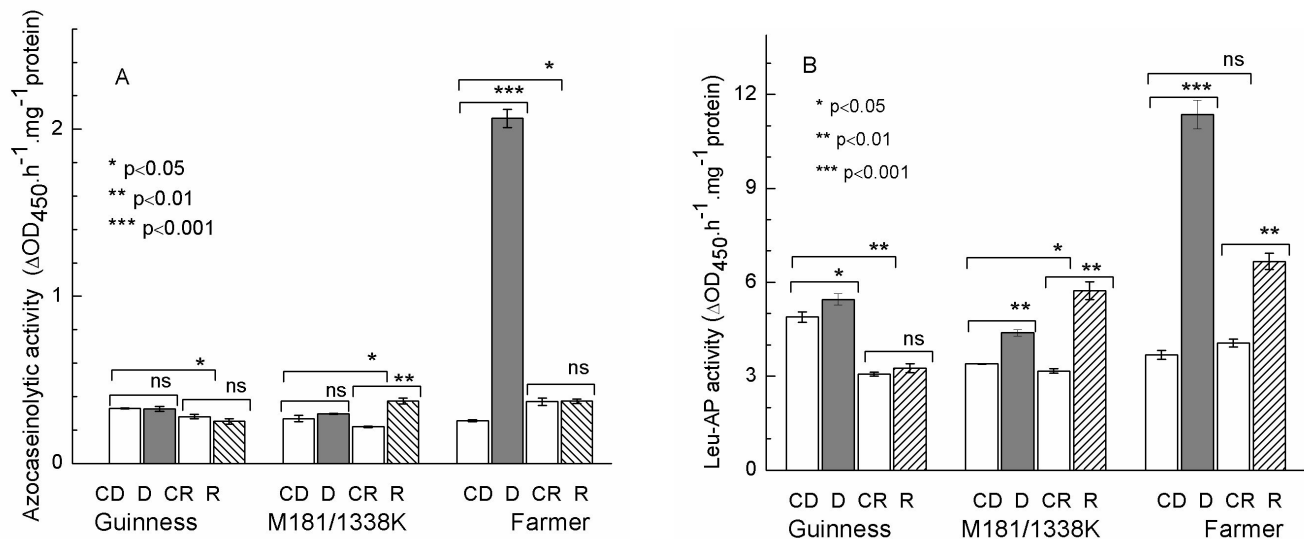 A
Azocaseinolytic activity (ΔOD450.h-1.mg-1protein)
2
1
0
* p<0.05
** p<0.01
*** p<0.001
*
ns
ns
*
ns
**
*
***
ns
CD D CR R
CD D CR R
CD D CR R
Guinness
M181/1338K
Farmer
B
Leu-AP activity (ΔOD450.h-1.mg-1protein)
12
9
6
3
0
* p<0.05
** p<0.01
*** p<0.001
**
*
ns
*
**
**
ns
***
**
CD D CR R
CD D CR R
CD D CR R
Guinness
M181/1338K
Farmer